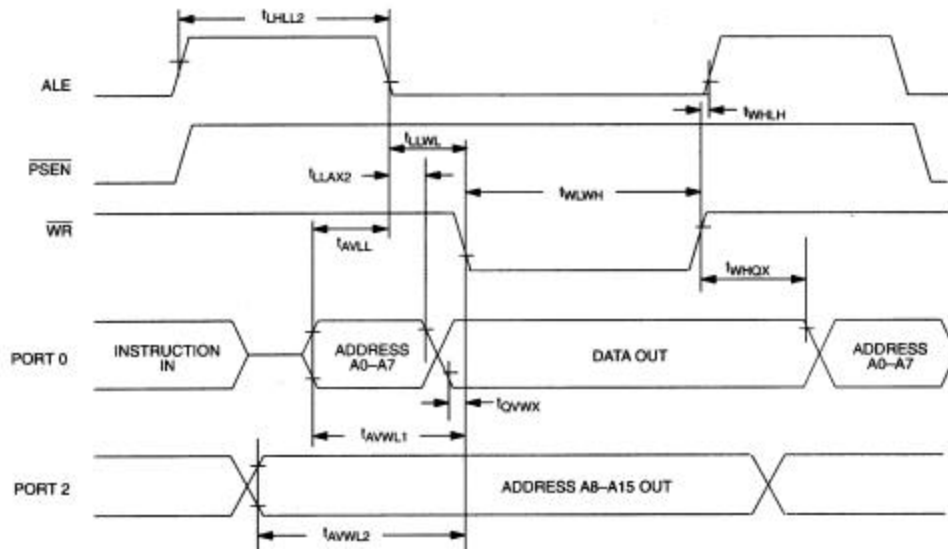 tLHLL2
ALE
tWHLH
tLLWL
PSEN
tLLAX2
tWLWH
WR
tAVLL
tWHQX
PORT 0
INSTRUCTION
IN
ADDRESS
A0–A7
DATA OUT
ADDRESS
A0–A7
tQVWX
tAVWL1
PORT 2
ADDRESS A8–A15 OUT
tAVWL2